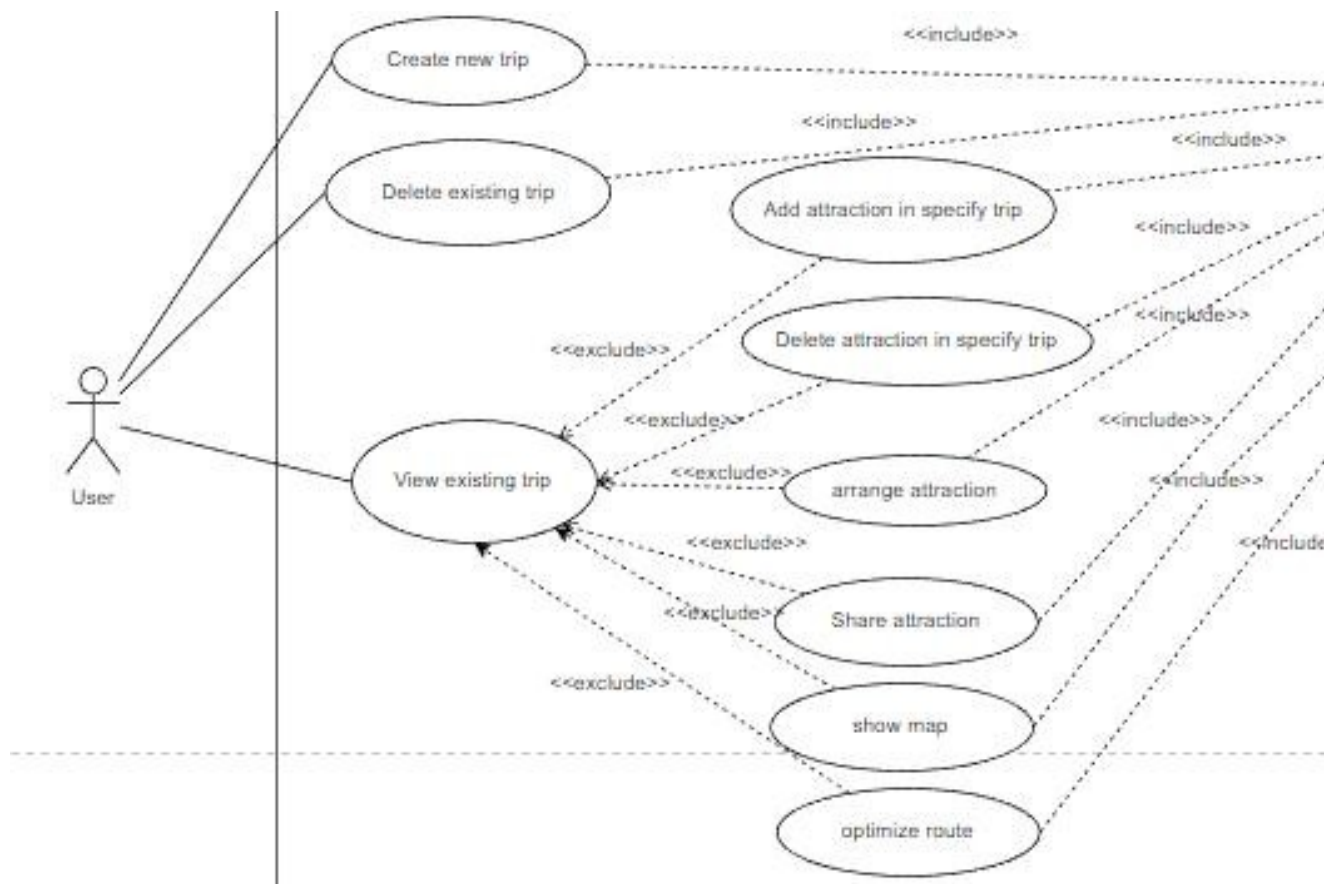 <<include>>
Create new trip
<<include>>
<<include>>
Delete existing trip
Add attraction in specify trip
<<include>>
<<include>>
Delete attraction in specify trip
<<exclude>>
<<exclude>>
<<include>>
<<exclude>>
View existing trip
<<include>>
arrange attraction
User
<<exclude>>
<<include
<<exclude>>
Share attraction
<<exclude>>
show map
optimize route